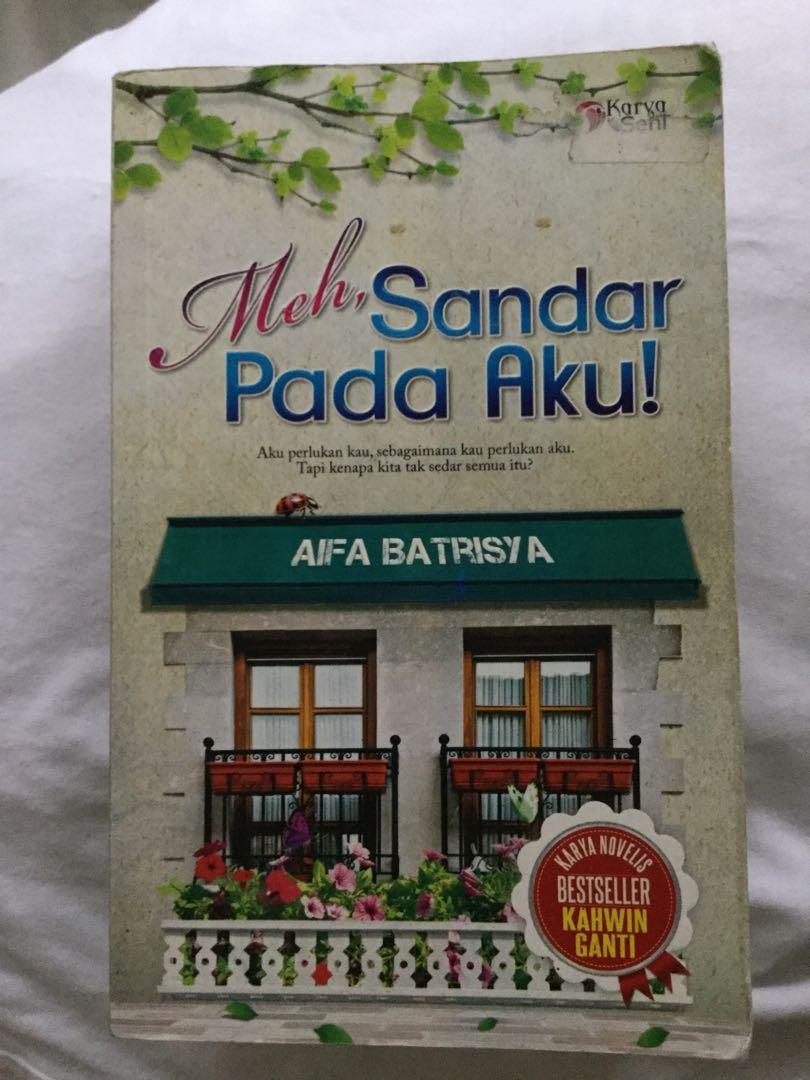 Karya
Seni
Meh, Sandar
Pada Aku!
Aku perlukan kau, sebagaimana kau perlukan aku.
Tapi kenapa kita tak sedar semua itu?
AIFA BATRISYA
KARYA NOVELIS
BESTSELLER
KAHWIN
GANTI